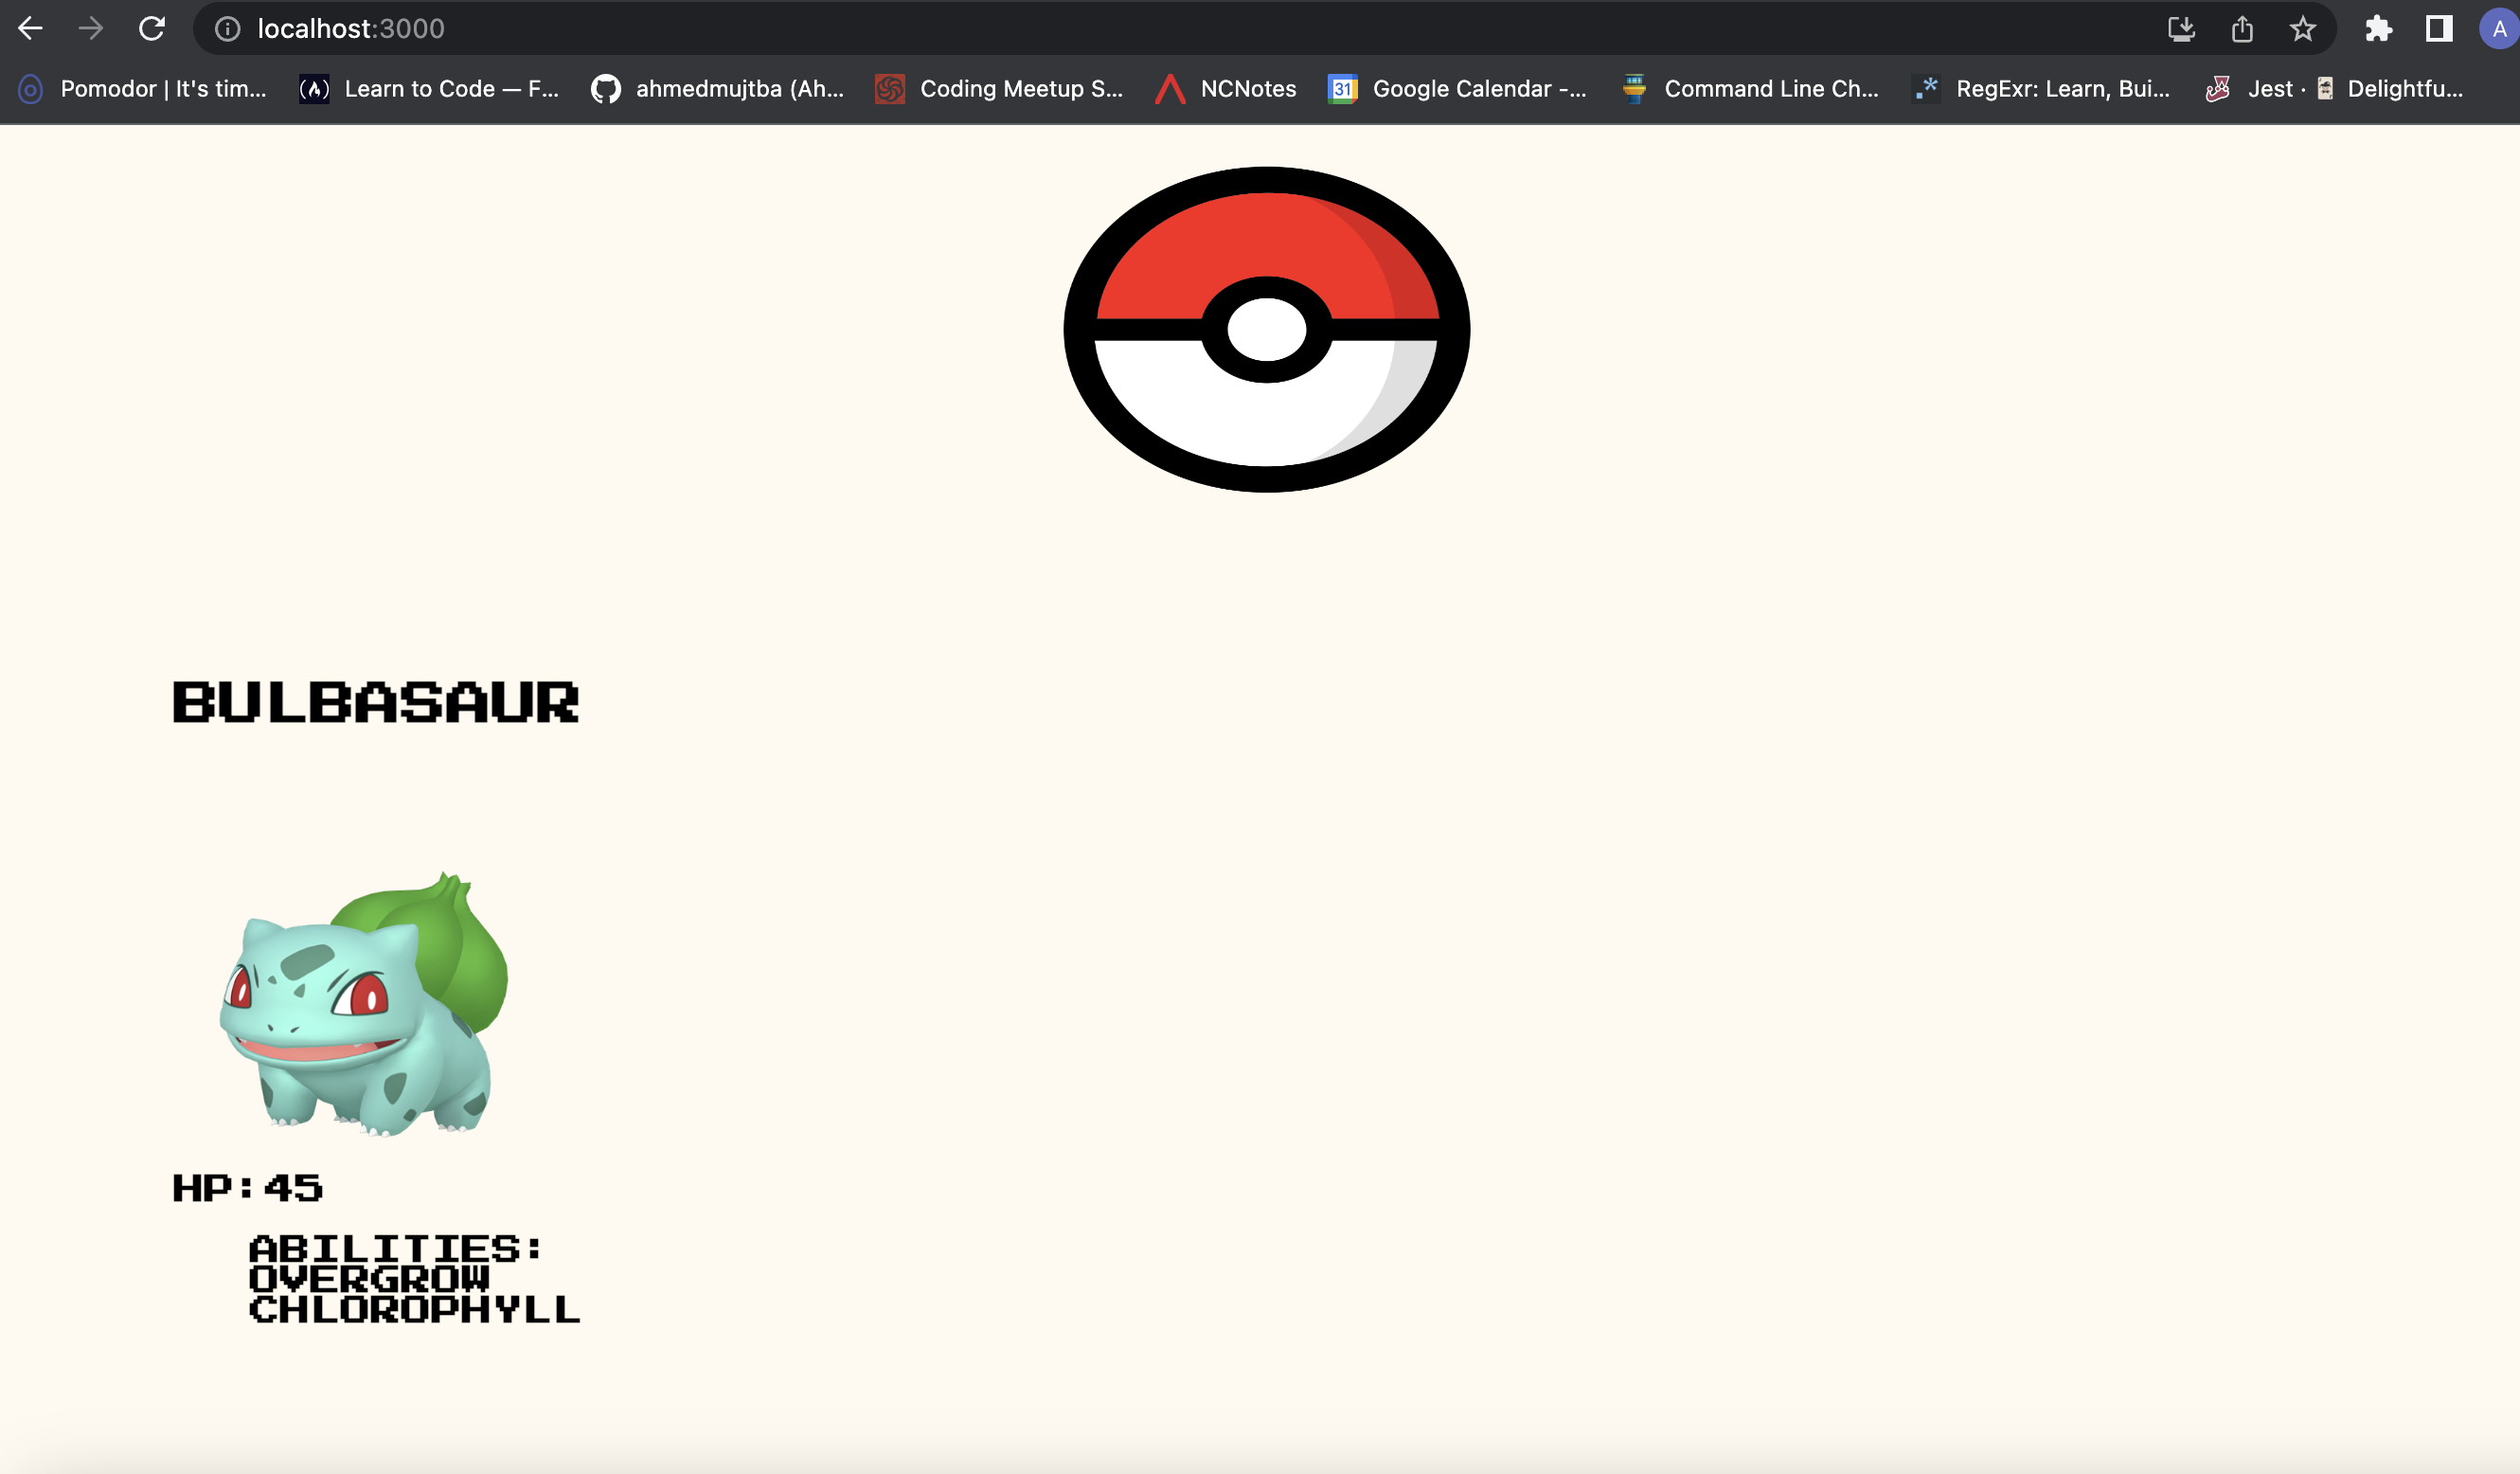 localhost:3000
Pomodor | It's tim... Learn to Code — F... ahmedmujtba (Ah... Coding Meetup S... NCNotes 31 Google Calendar -... Command Line Ch... .* RegExr: Learn, Bui... Jest · Delightfu...
A
BULBASAUR
HP:45
ABILITIES:
OVERGROW
CHLOROPHYLL